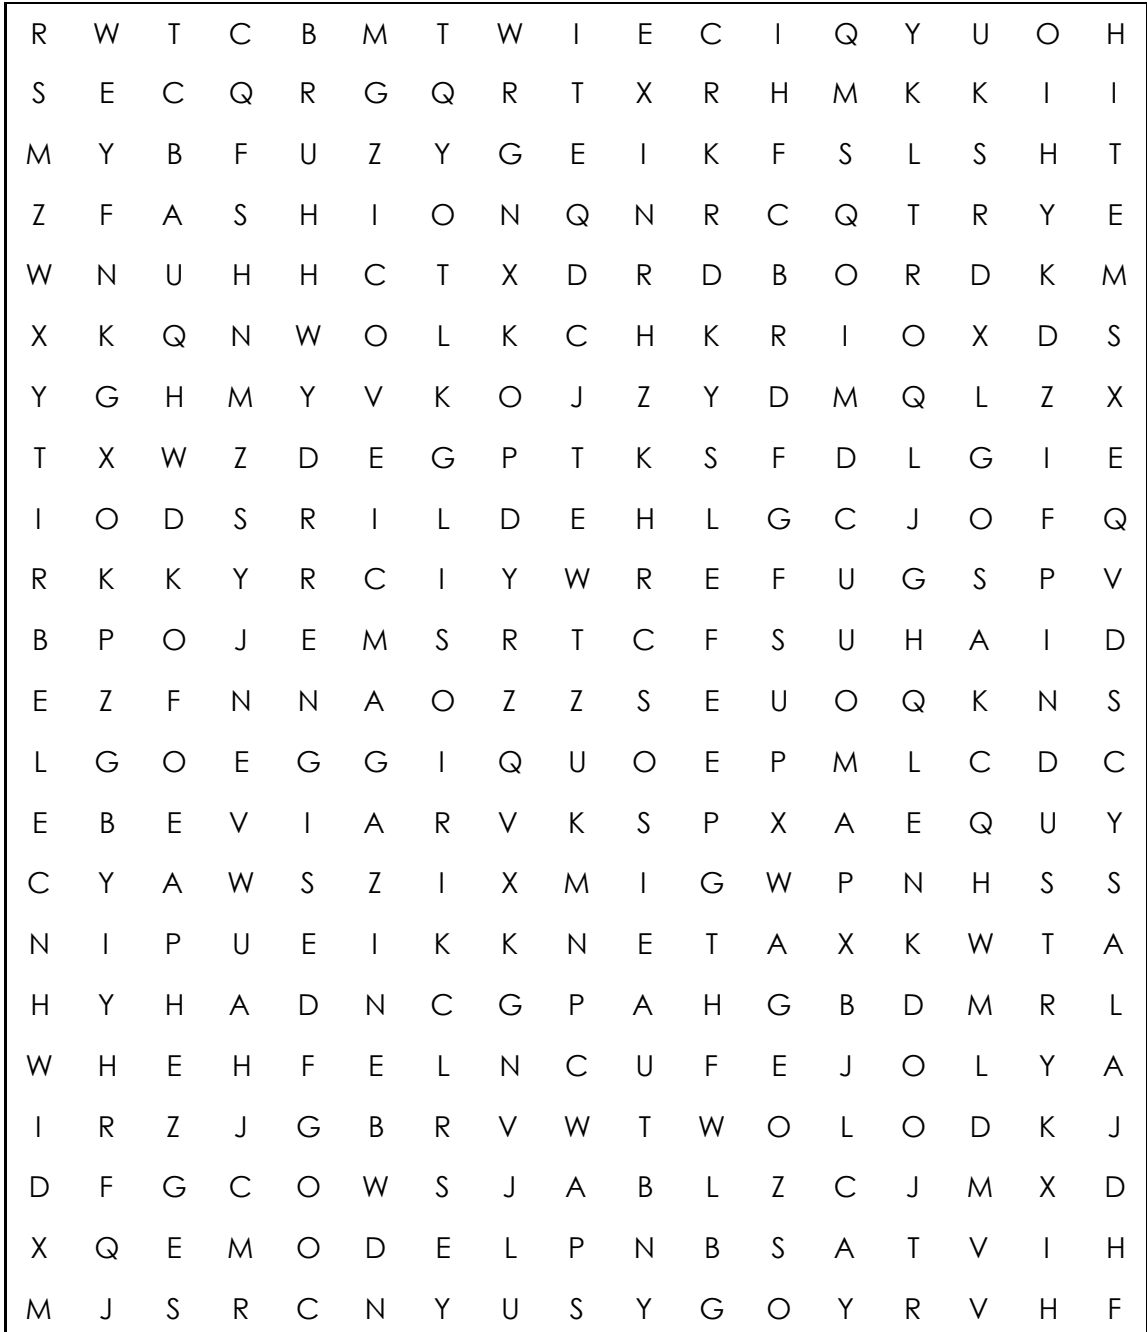 R W T C B M T W I E C I Q Y U O H
S E C Q R G Q R T X R H M K K I I
M Y B F U Z Y G E I K F S L S H T
Z F A S H I O N Q N R C Q T R Y E
W N U H H C T X D R D B O R D K M
X K Q N W O L K C H K R I O X D S
Y G H M Y V K O J Z Y D M Q L Z X
T X W Z D E G P T K S F D L G I E
I O D S R I L D E H L G C J O F Q
R K K Y R C I Y W R E F U G S P V
B P O J E M S R T C F S U H A I D
E Z F N N A O Z Z S E U O Q K N S
L G O E G G I Q U O E P M L C D C
E B E V I A R V K S P X A E Q U Y
C Y A W S Z I X M I G W P N H S S
N I P U E I K K N E T A X K W T A
H Y H A D N C G P A H G B D M R L
W H E H F E L N C U F E J O L Y A
I R Z J G B R V W T W O L O D K J
D F G C O W S J A B L Z C J M X D
X Q E M O D E L P N B S A T V I H
M J S R C N Y U S Y G O Y R V H F